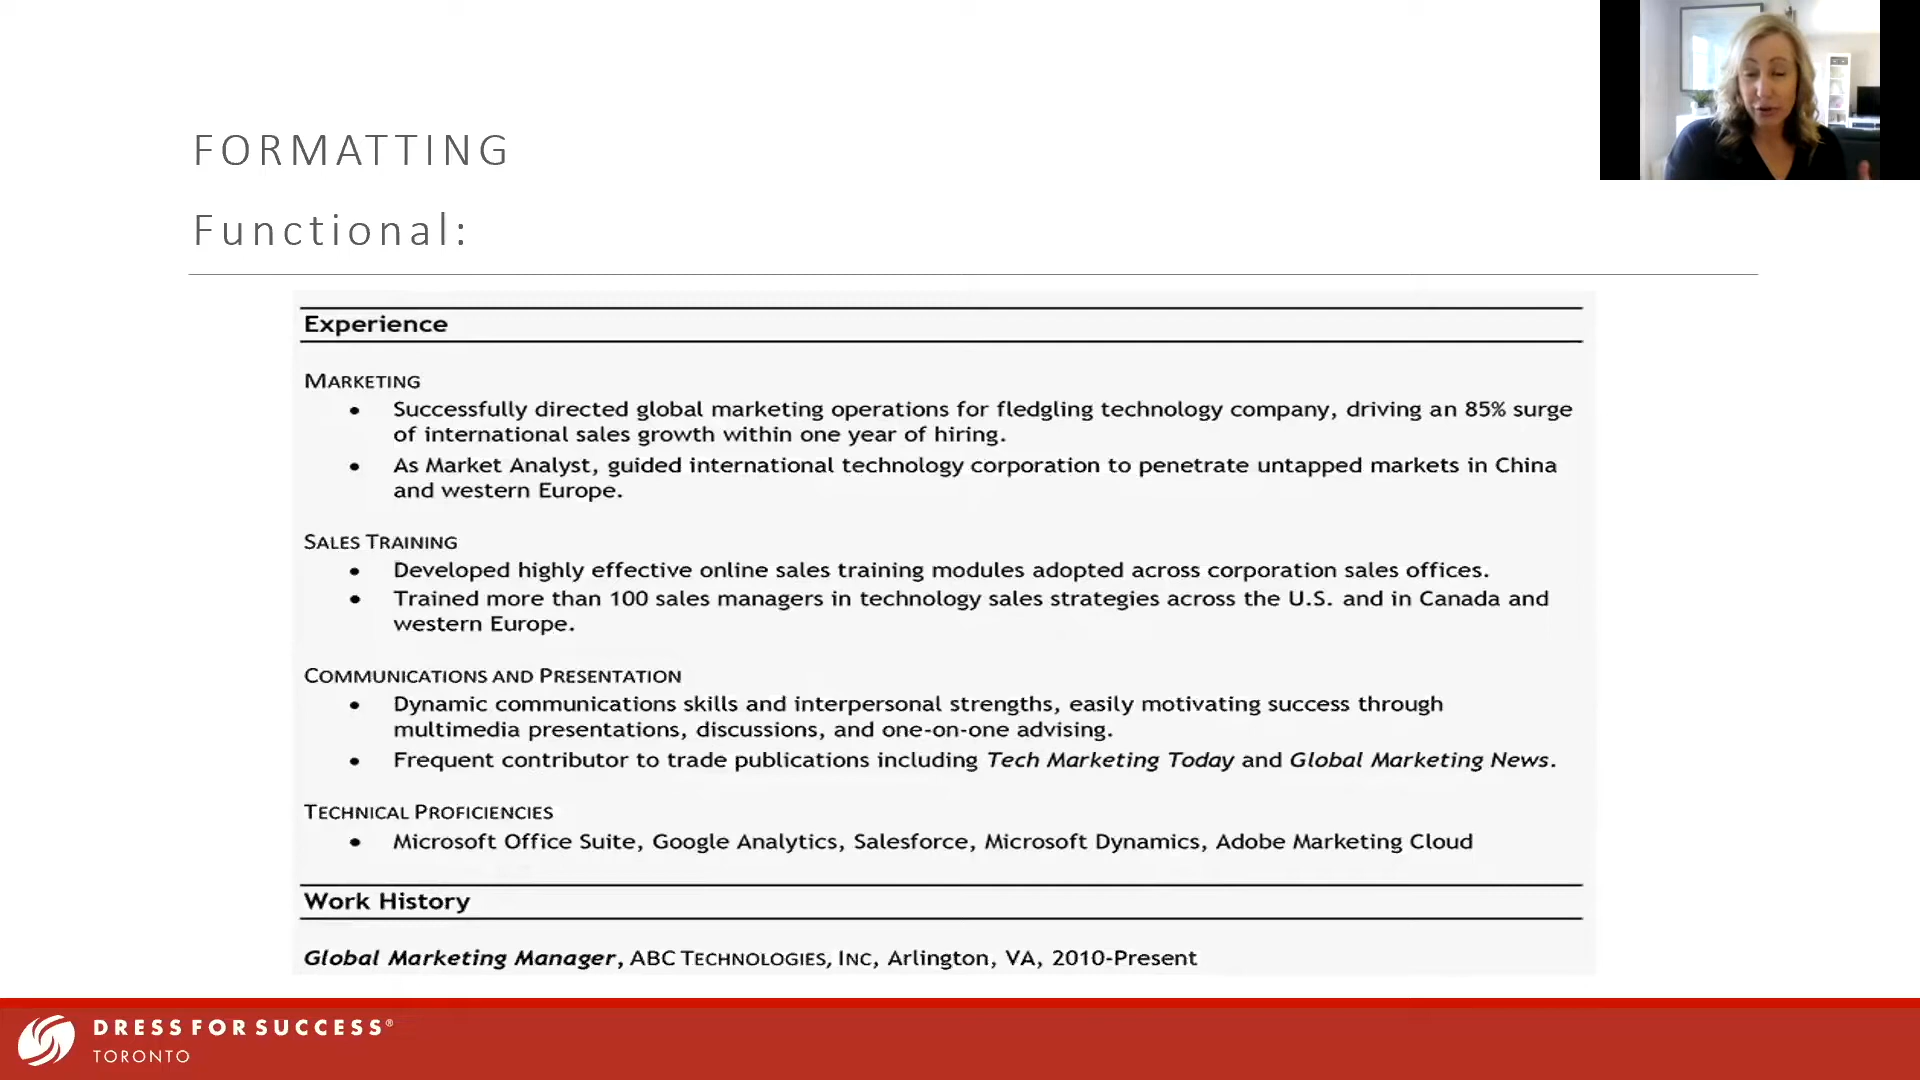 FORMATTING
Functional:
Experience
MARKETING
• Successfully directed global marketing operations for fledgling technology company, driving an 85% surge
of international sales growth within one year of hiring.
• As Market Analyst, guided international technology corporation to penetrate untapped markets in China
and western Europe.
SALES TRAINING
• Developed highly effective online sales training modules adopted across corporation sales offices.
• Trained more than 100 sales managers in technology sales strategies across the U.S. and in Canada and
western Europe.
COMMUNICATIONS AND PRESENTATION
• Dynamic communications skills and interpersonal strengths, easily motivating success through
multimedia presentations, discussions, and one-on-one advising.
• Frequent contributor to trade publications including Tech Marketing Today and Global Marketing News.
TECHNICAL PROFICIENCIES
• Microsoft Office Suite, Google Analytics, Salesforce, Microsoft Dynamics, Adobe Marketing Cloud
Work History
Global Marketing Manager, ABC TECHNOLOGIES, INC, Arlington, VA, 2010-Present
DRESS FOR SUCCESS®
TORONTO